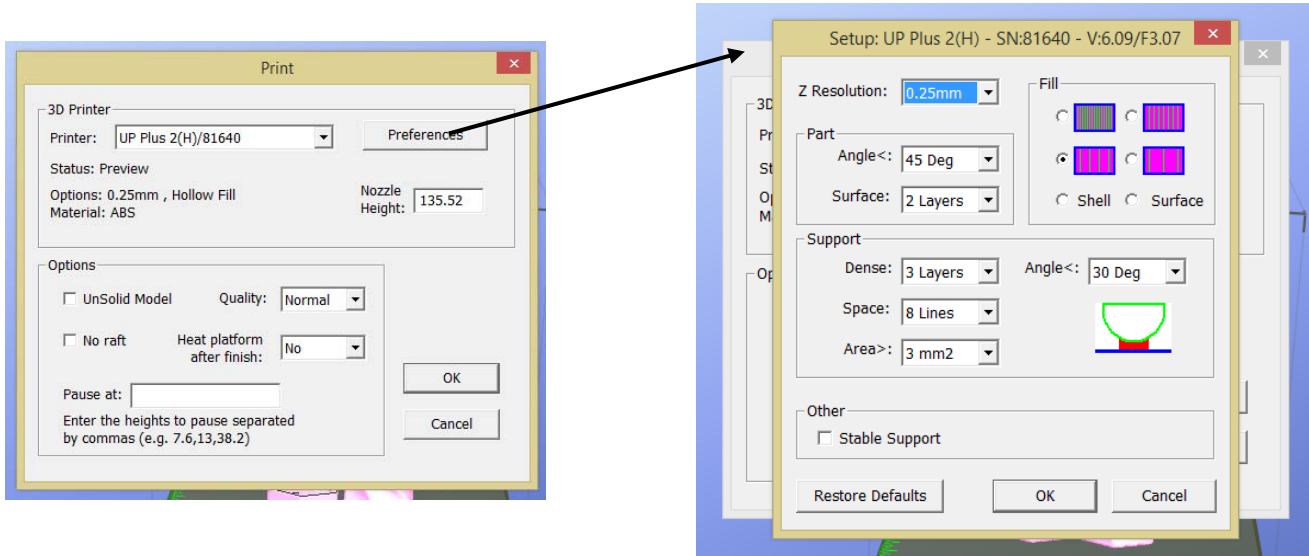 Print
3D Printer
Printer: UP Plus 2(H)/81640 Preferences
Status: Preview
Options: 0.25mm , Hollow Fill
Material: ABS
Nozzle
Height: 135.52
Options
UnSolid Model Quality: Normal
No raft Heat platform
after finish: No
Pause at:
Enter the heights to pause separated
by commas (e.g. 7.6,13,38.2)
OK
Cancel
Setup: UP Plus 2(H) - SN:81640 - V:6.09/F3.07
Z Resolution: 0.25mm
Fill
Part
Angle<: 45 Deg
Surface: 2 Layers
Shell Surface
Support
Dense: 3 Layers Angle<: 30 Deg
Space: 8 Lines
Area>: 3 mm2
Other
Stable Support
Restore Defaults OK Cancel
3D
Pr
St
Op